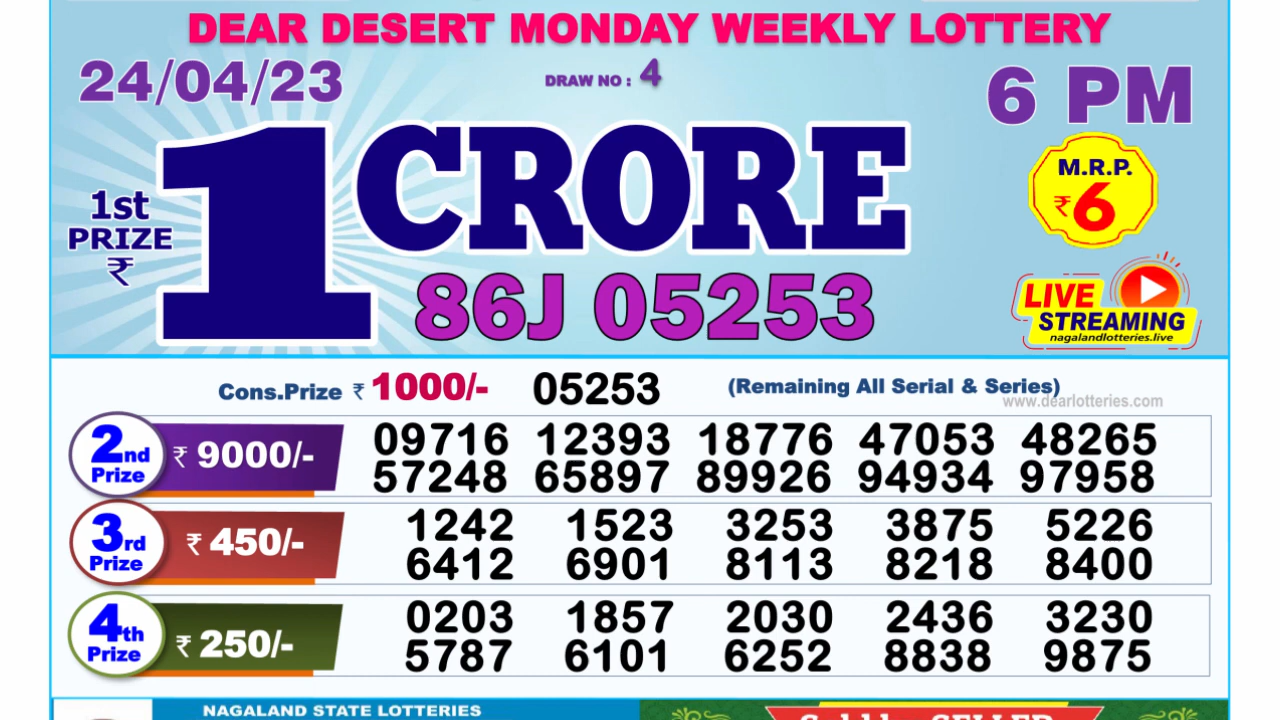 DEAR DESERT MONDAY WEEKLY LOTTERY
24/04/23
DRAW NO : 4
6 PM
1st
PRIZE
₹
1 CRORE
M.R.P.
₹6
86J 05253
LIVE
STREAMING
nagalandlotteries.live
Cons.Prize ₹ 1000/- 05253 (Remaining All Serial & Series)
www.dearlotteries.com
2nd
Prize
₹ 9000/-
09716 12393 18776 47053 48265
57248 65897 89926 94934 97958
3rd
Prize
₹ 450/-
1242 1523 3253 3875 5226
6412 6901 8113 8218 8400
4th
Prize
₹ 250/-
0203 1857 2030 2436 3230
5787 6101 6252 8838 9875
NAGALAND STATE LOTTERIES